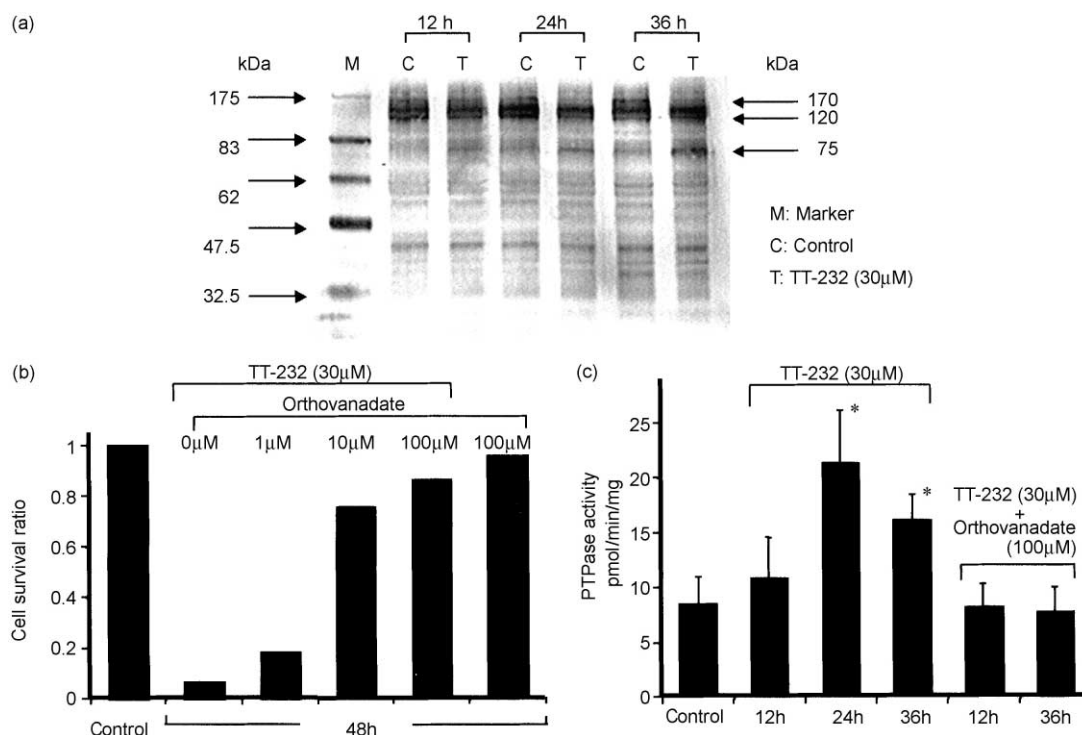 (a)
12 h 24h 36 h
kDa M C T C T C T kDa
175 170
120
83 75
62
47.5
32.5
M: Marker
C: Control
T: TT-232 (30μM)
(b)
TT-232 (30μM)
Orthovanadate
0μM 1μM 10μM 100μM 100μM
Cell survival ratio
1
0.8
0.6
0.4
0.2
0
Control 48h
(c)
TT-232 (30μM)
* *
TT-232 (30μM)
+
Orthovanadate
(100μM)
PTPase activity
pmol/min/mg
25
20
15
10
5
0
Control 12h 24h 36h 12h 36h